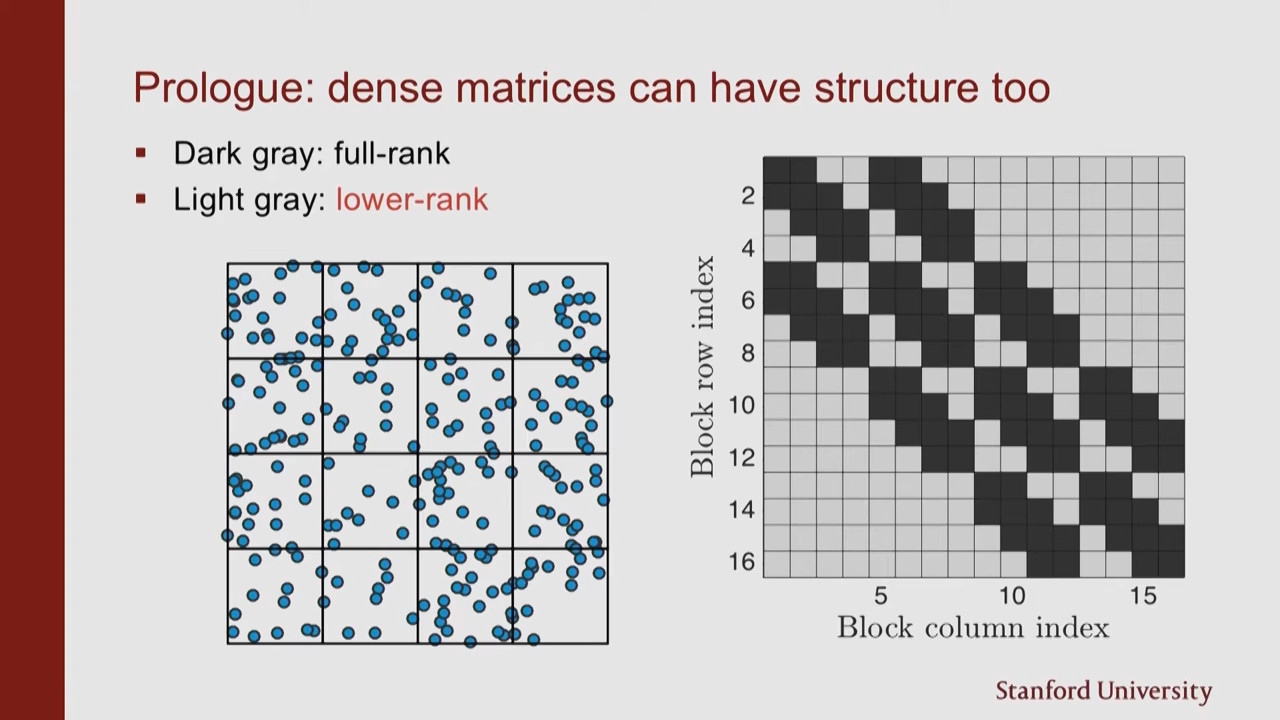 Prologue: dense matrices can have structure too
▪ Dark gray: full-rank
▪ Light gray: lower-rank
Block row index
2
4
6
8
10
12
14
16
5 10 15
Block column index
Stanford University